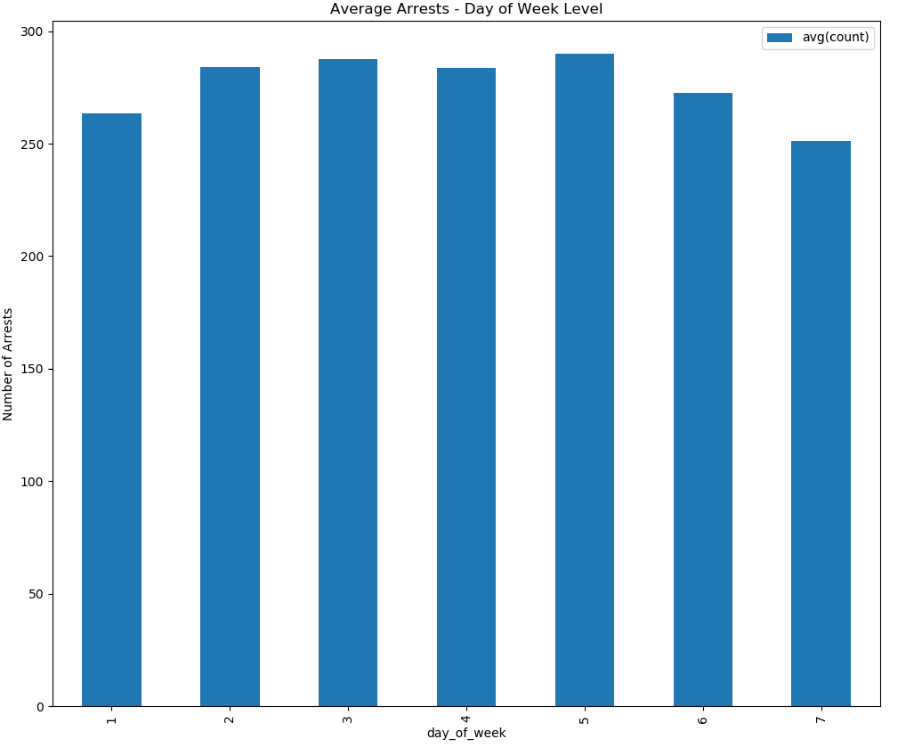 Average Arrests - Day of Week Level
avg(count)
300
250
200
150
100
50
0
Number of Arrests
1 2 3 4 5 6 7
day_of_week